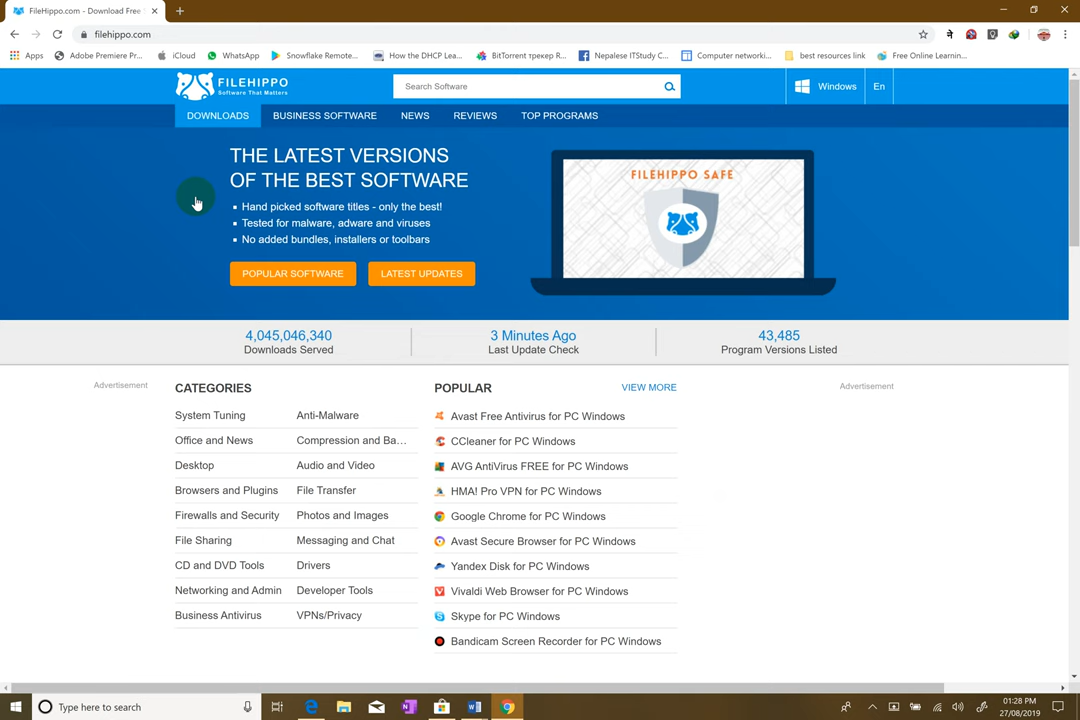 FileHippo.com - Download Free
filehippo.com
Apps
Adobe Premiere Pr...
iCloud
WhatsApp
Snowflake Remote...
How the DHCP Lea...
BitTorrent трекер R...
Nepalese ITStudy C...
Computer networki...
best resources link
Free Online Learnin...
FILEHIPPO
Software That Matters
Search Software
Windows
En
DOWNLOADS
BUSINESS SOFTWARE
NEWS
REVIEWS
TOP PROGRAMS
THE LATEST VERSIONS
OF THE BEST SOFTWARE
Hand picked software titles - only the best!
Tested for malware, adware and viruses
No added bundles, installers or toolbars
POPULAR SOFTWARE
LATEST UPDATES
FILEHIPPO SAFE
4,045,046,340
Downloads Served
3 Minutes Ago
Last Update Check
43,485
Program Versions Listed
Advertisement
CATEGORIES
System Tuning
Anti-Malware
Office and News
Compression and Ba...
Desktop
Audio and Video
Browsers and Plugins
File Transfer
Firewalls and Security
Photos and Images
File Sharing
Messaging and Chat
CD and DVD Tools
Drivers
Networking and Admin
Developer Tools
Business Antivirus
VPNs/Privacy
POPULAR
VIEW MORE
Avast Free Antivirus for PC Windows
CCleaner for PC Windows
AVG AntiVirus FREE for PC Windows
HMA! Pro VPN for PC Windows
Google Chrome for PC Windows
Avast Secure Browser for PC Windows
Yandex Disk for PC Windows
Vivaldi Web Browser for PC Windows
Skype for PC Windows
Bandicam Screen Recorder for PC Windows
Advertisement
Type here to search
01:28 PM
27/08/2019